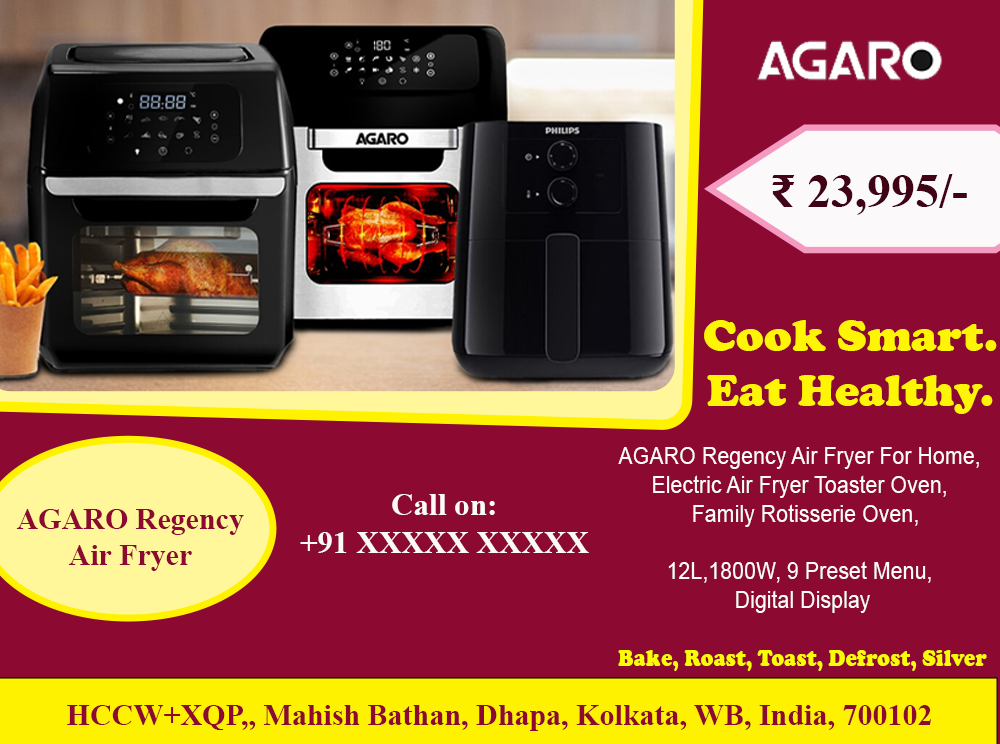 AGARO
180
88:88
AGARO
PHILIPS
₹ 23,995/-
Cook Smart.
Eat Healthy.
AGARO Regency Air Fryer For Home,
Electric Air Fryer Toaster Oven,
Family Rotisserie Oven,
12L,1800W, 9 Preset Menu,
Digital Display
AGARO Regency
Air Fryer
Call on:
+91 XXXXX XXXXX
Bake, Roast, Toast, Defrost, Silver
HCCW+XQP,, Mahish Bathan, Dhapa, Kolkata, WB, India, 700102